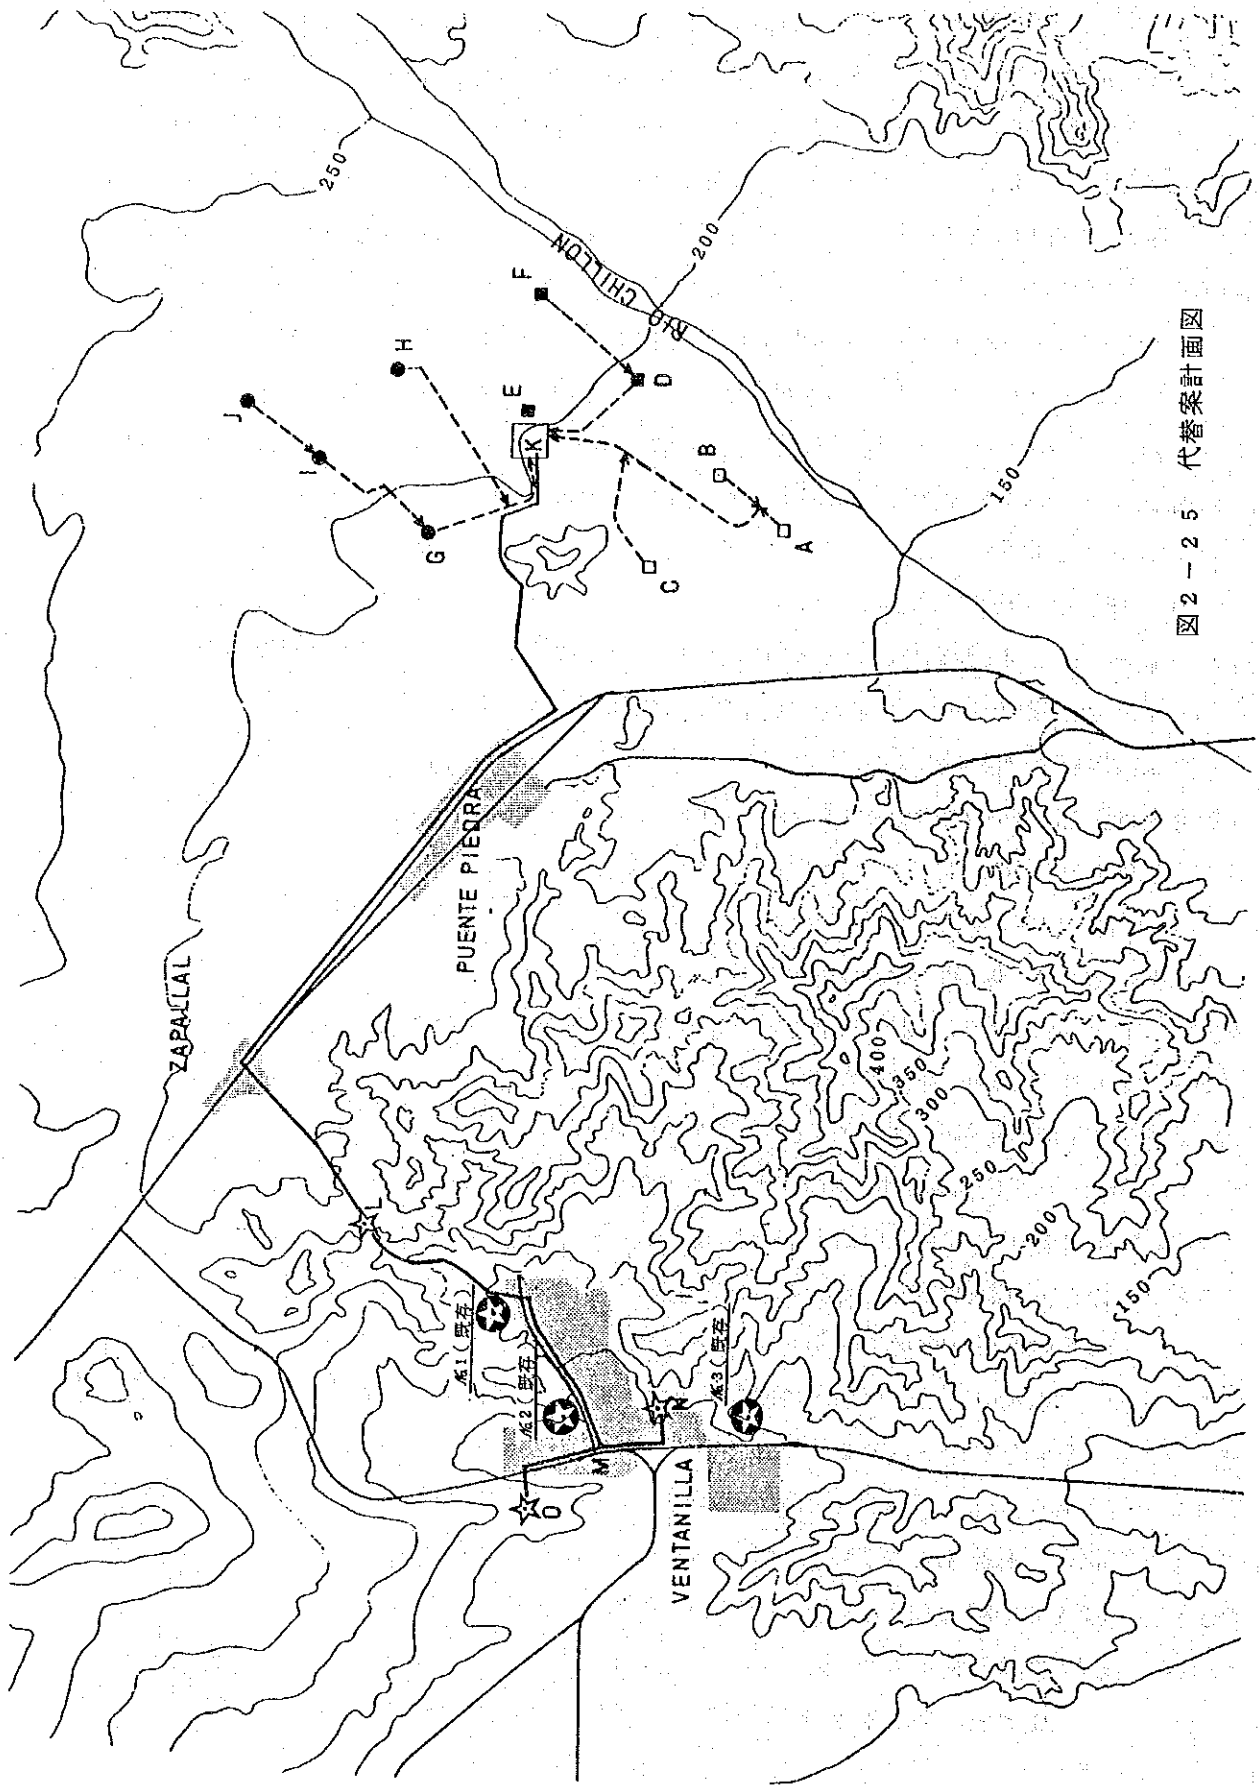 ZAPALLAL
PUENTE PIEDRA
VENTANILLA
RIO CHILLON
250
200
150
400
350
300
250
200
150
A
B
C
D
E
F
G
H
I
J
K
L
M
N
O
№1(既存)
№2(既存)
№3(既存)
図2-25 代替案計画図